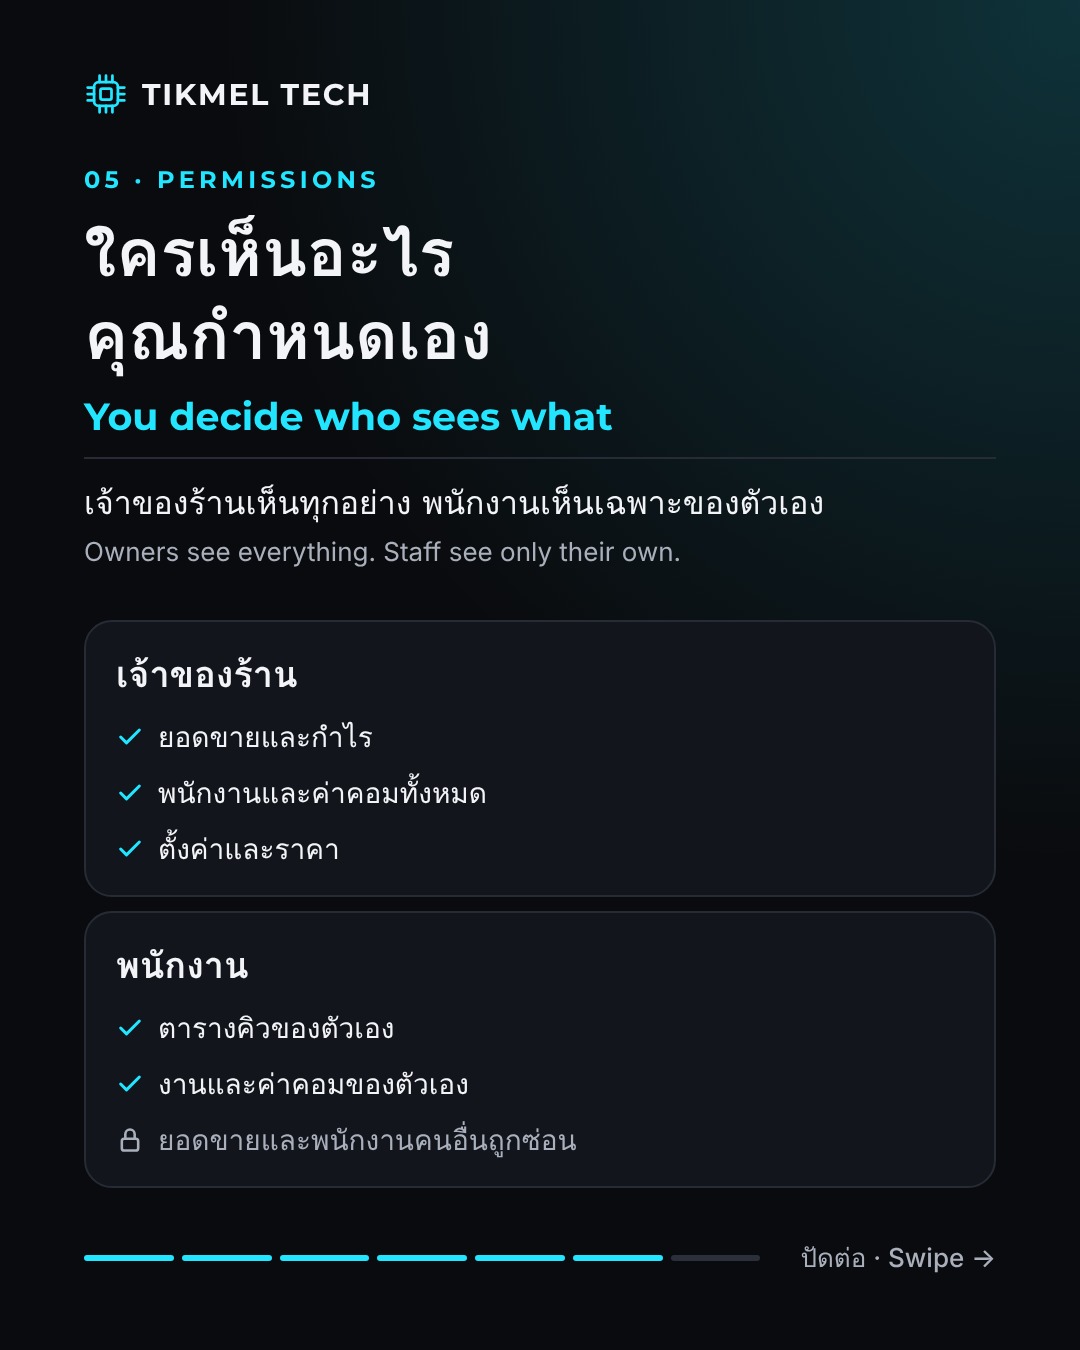 TIKMEL TECH
05 · PERMISSIONS
ใครเห็นอะไร
คุณกำหนดเอง
You decide who sees what
เจ้าของร้านเห็นทุกอย่าง พนักงานเห็นเฉพาะของตัวเอง
Owners see everything. Staff see only their own.
เจ้าของร้าน
ยอดขายและกำไร
พนักงานและค่าคอมทั้งหมด
ตั้งค่าและราคา
พนักงาน
ตารางคิวของตัวเอง
งานและค่าคอมของตัวเอง
ยอดขายและพนักงานคนอื่นถูกซ่อน
ปัดต่อ · Swipe →